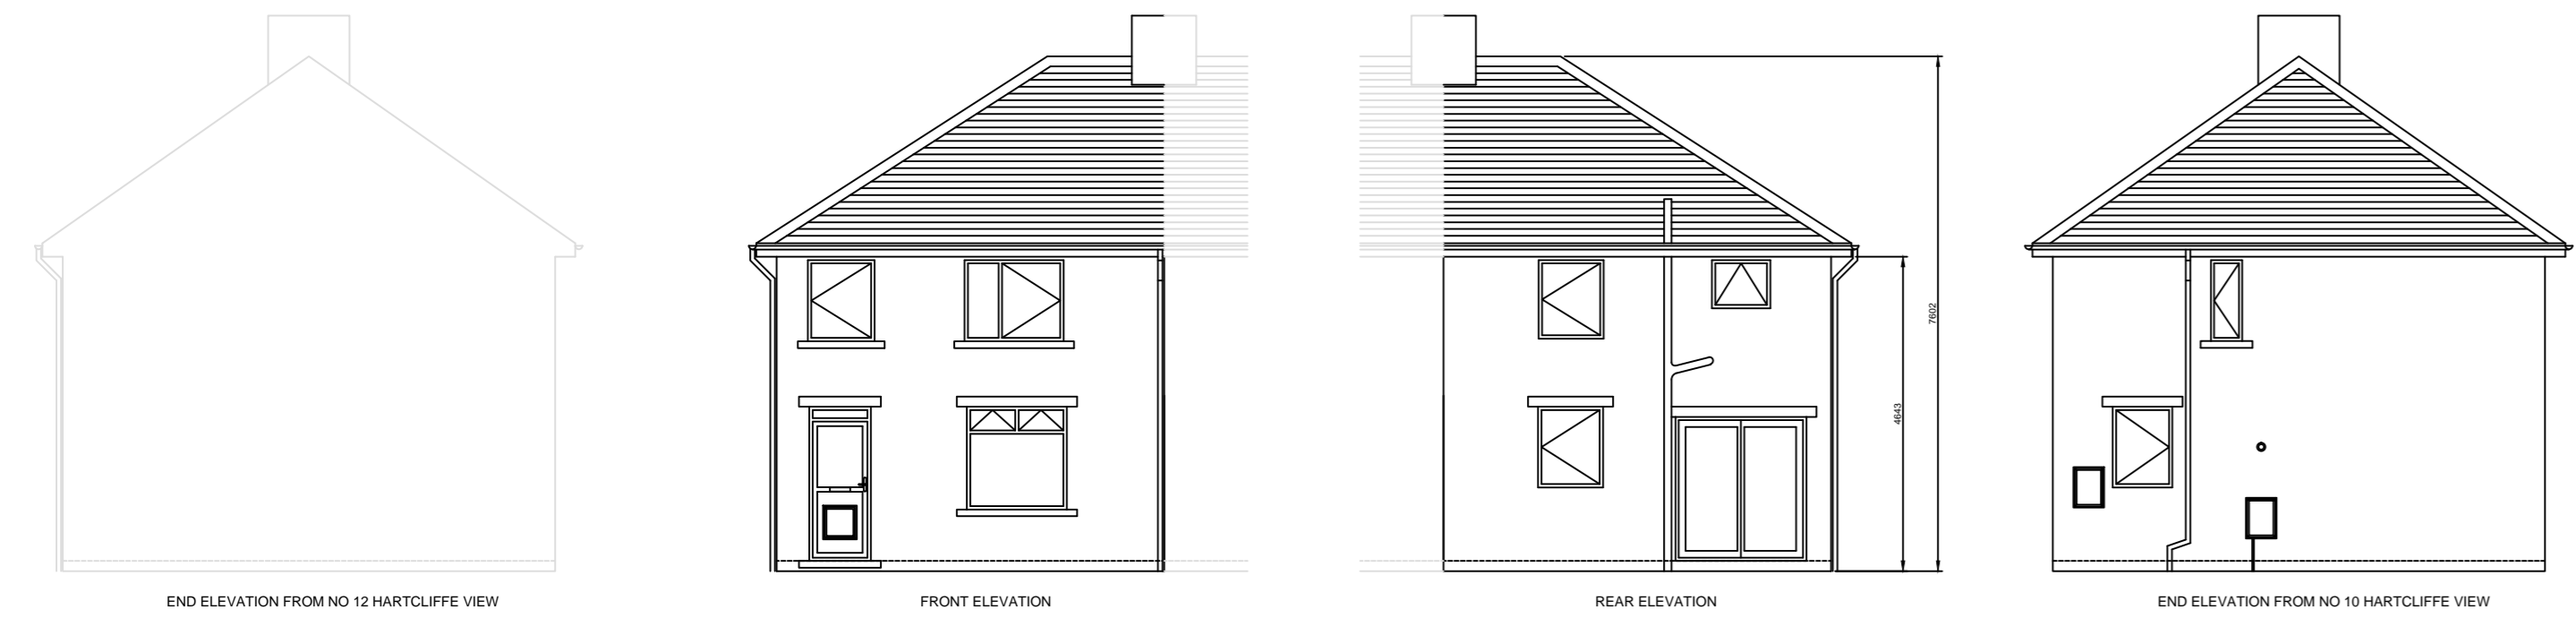 7602
4643
END ELEVATION FROM NO 12 HARTCLIFFE VIEW
FRONT ELEVATION
REAR ELEVATION
END ELEVATION FROM NO 10 HARTCLIFFE VIEW